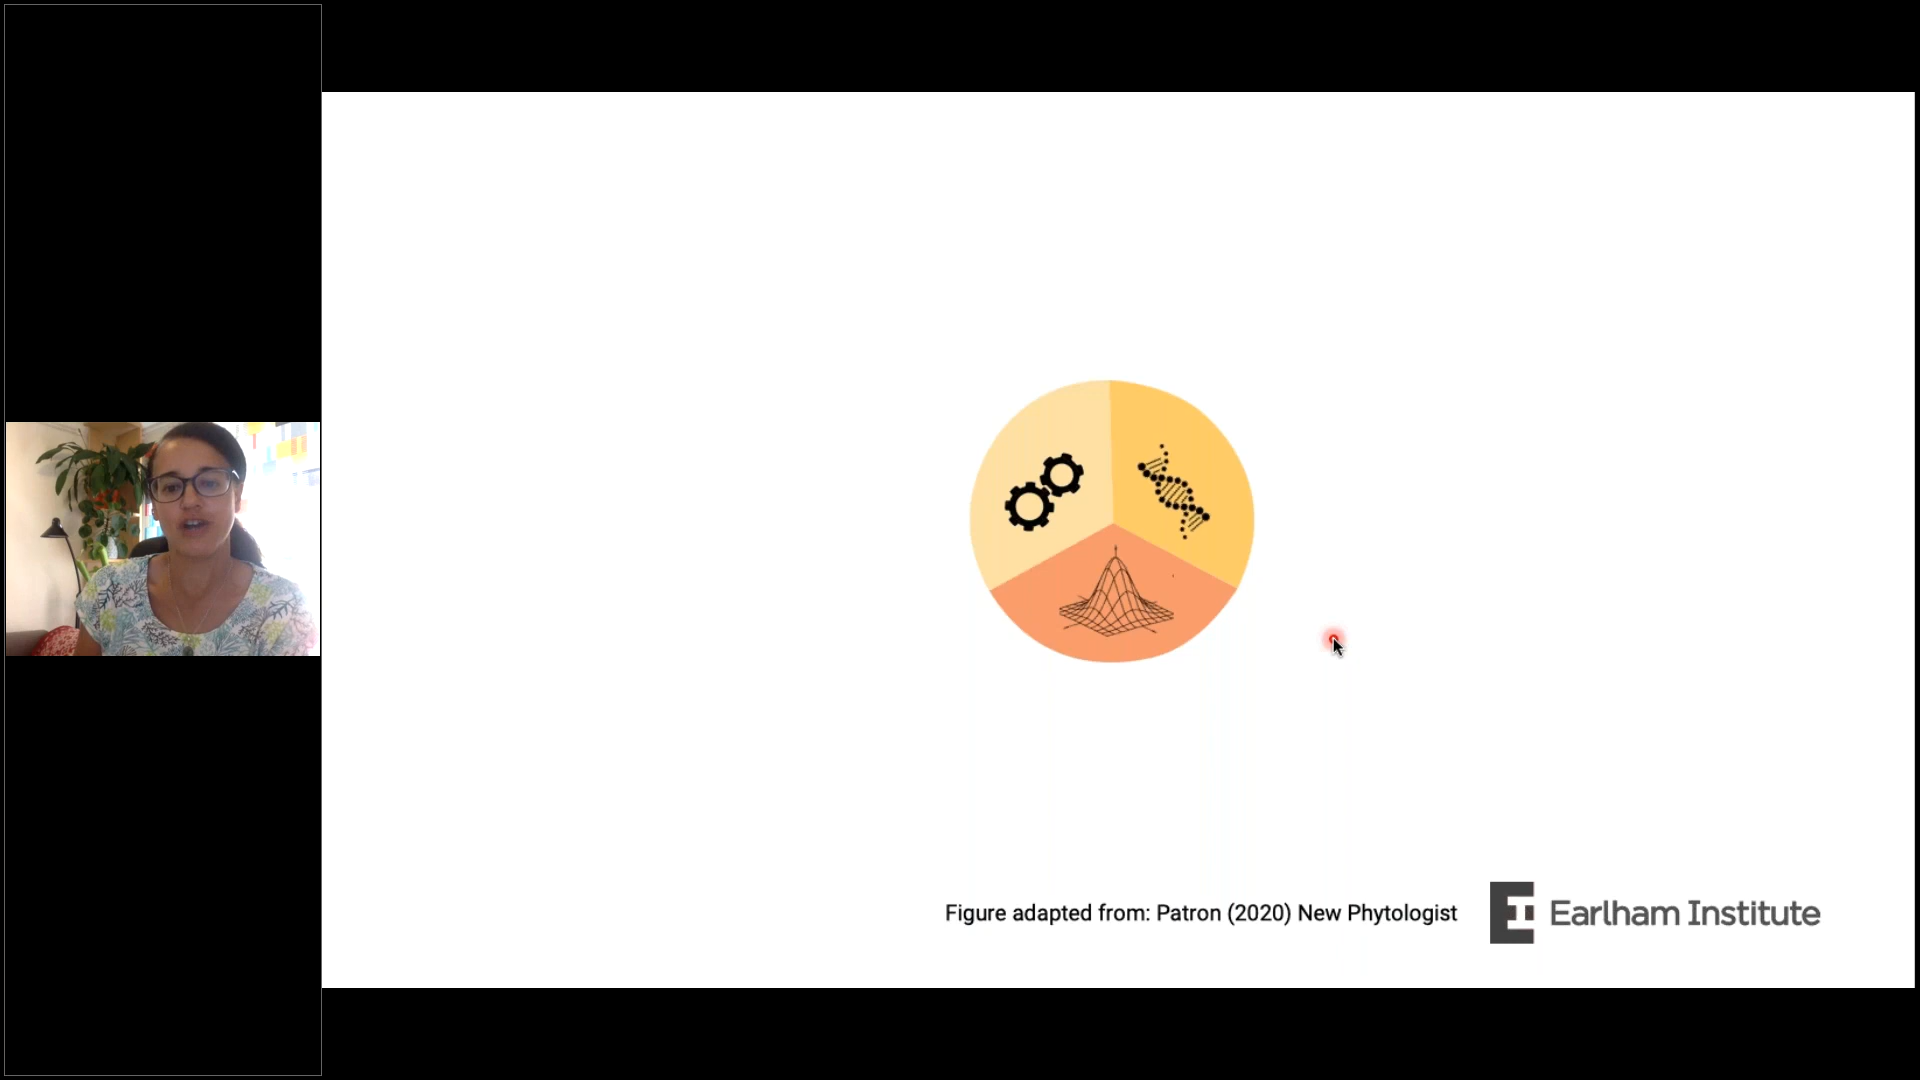 Figure adapted from: Patron (2020) New Phytologist
Earlham Institute